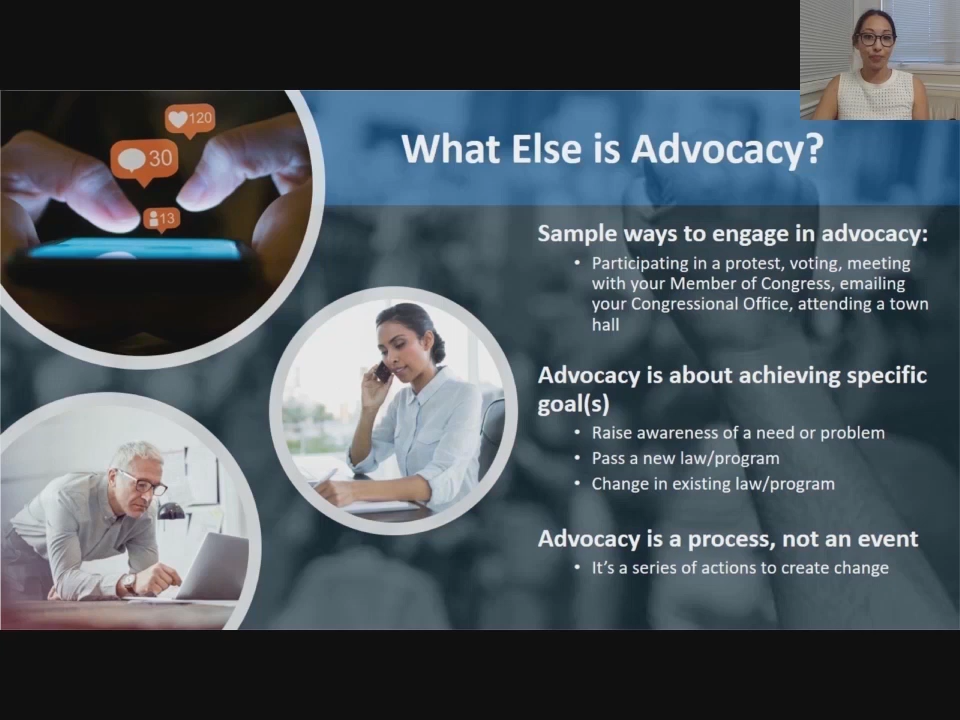 120
30
13
What Else is Advocacy?
Sample ways to engage in advocacy:
• Participating in a protest, voting, meeting
with your Member of Congress, emailing
your Congressional Office, attending a town
hall
Advocacy is about achieving specific
goal(s)
• Raise awareness of a need or problem
• Pass a new law/program
• Change in existing law/program
Advocacy is a process, not an event
• It's a series of actions to create change